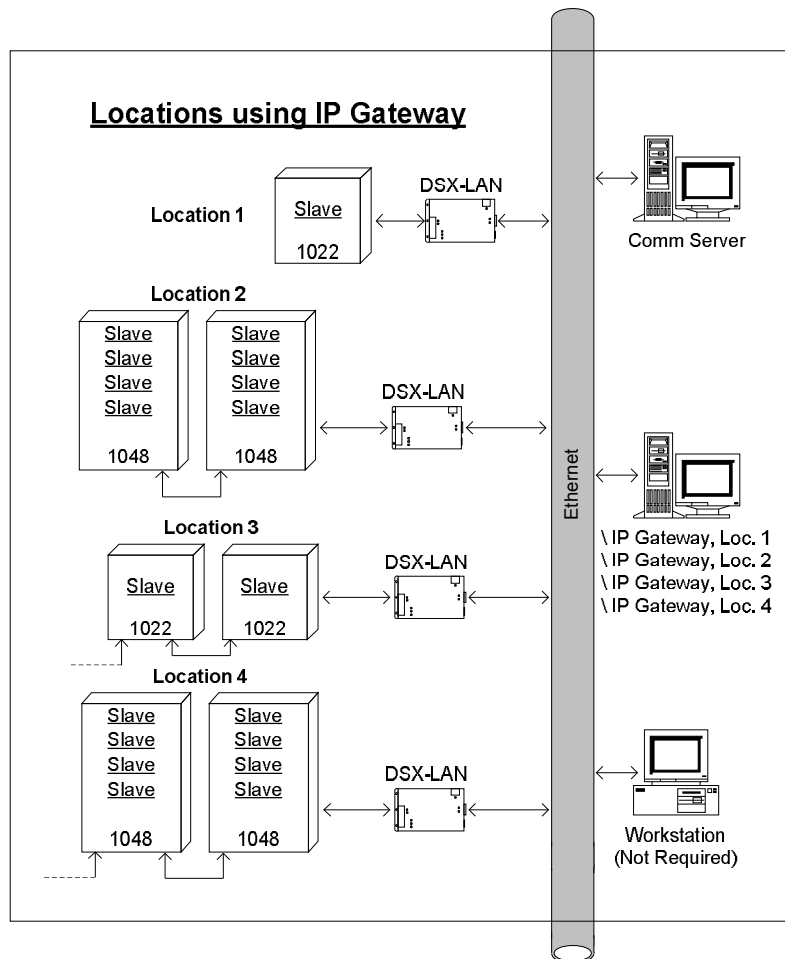 Locations using IP Gateway
DSX-LAN
Location 1
Slave
1022
Comm Server
Location 2
Slave
Slave
Slave
Slave
1048
Slave
Slave
Slave
Slave
1048
DSX-LAN
Ethernet
\ IP Gateway, Loc. 1
\ IP Gateway, Loc. 2
\ IP Gateway, Loc. 3
\ IP Gateway, Loc. 4
Location 3
Slave
1022
Slave
1022
DSX-LAN
Location 4
Slave
Slave
Slave
Slave
1048
Slave
Slave
Slave
Slave
1048
DSX-LAN
Workstation
(Not Required)